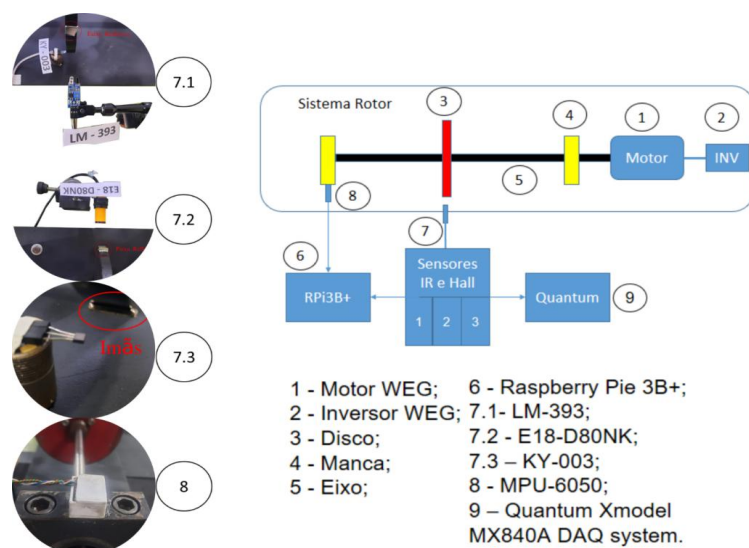 KY-003
7.1
LM - 393
E18 - D80NK
7.2
Imãs
7.3
8
Sistema Rotor
3
4
1
2
Motor
INV
5
8
7
6
Sensores
IR e Hall
RPi3B+
1 2 3
Quantum
9
1 - Motor WEG;
2 - Inversor WEG;
3 - Disco;
4 - Manca;
5 - Eixo;
6 - Raspberry Pie 3B+;
7.1- LM-393;
7.2 - E18-D80NK;
7.3 – KY-003;
8 - MPU-6050;
9 – Quantum Xmodel
MX840A DAQ system.